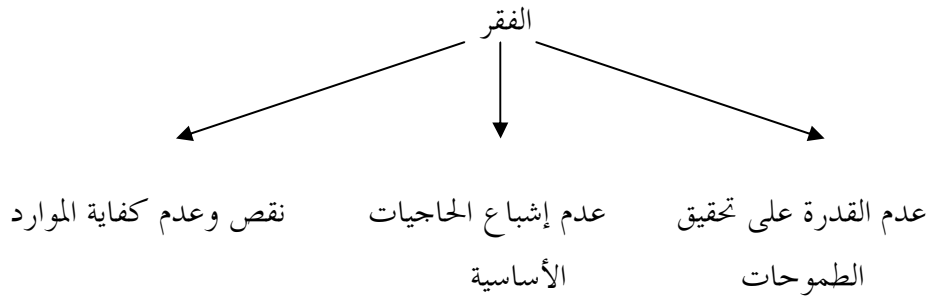 الفقر
عدم القدرة على تحقيق
الطموحات
عدم إشباع الحاجيات
الأساسية
نقص وعدم كفاية الموارد